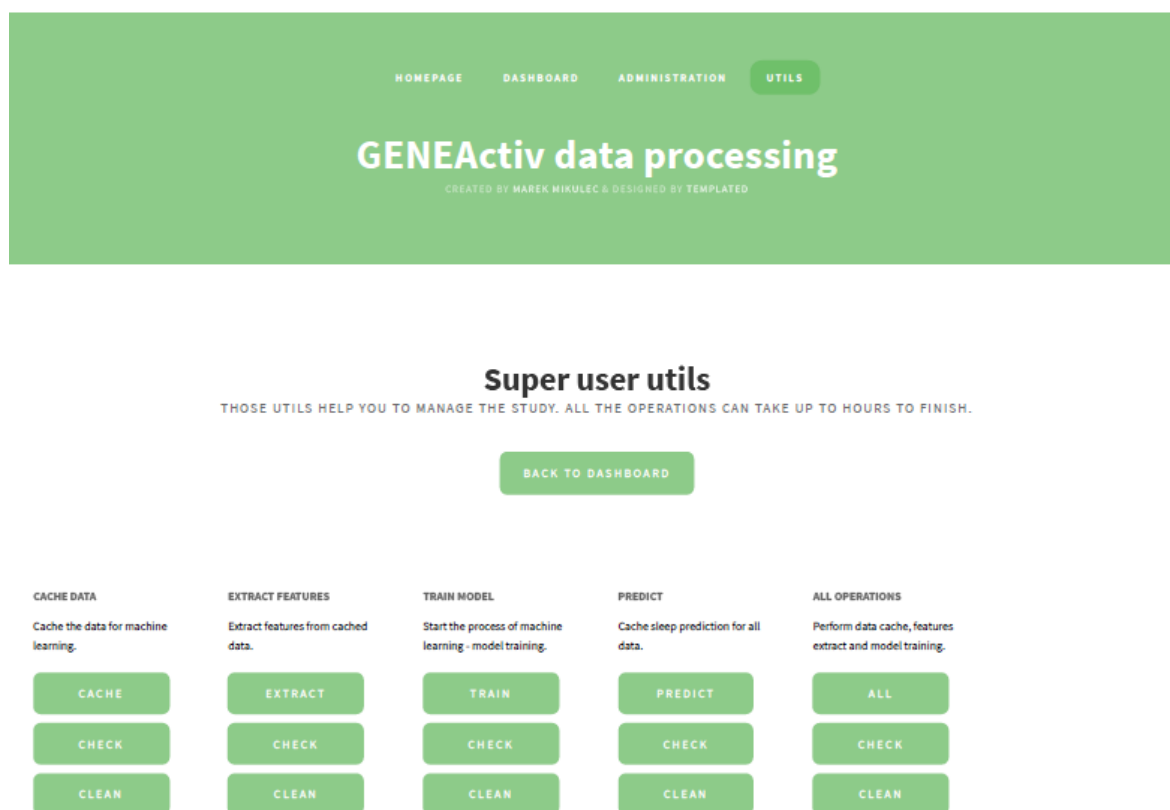 HOMEPAGE DASHBOARD ADMINISTRATION UTILS
GENEActiv data processing
CREATED BY MAREK MIKULEC & DESIGNED BY TEMPLATED
Super user utils
THOSE UTILS HELP YOU TO MANAGE THE STUDY. ALL THE OPERATIONS CAN TAKE UP TO HOURS TO FINISH.
BACK TO DASHBOARD
CACHE DATA
Cache the data for machine
learning.
CACHE
CHECK
CLEAN
EXTRACT FEATURES
Extract features from cached
data.
EXTRACT
CHECK
CLEAN
TRAIN MODEL
Start the process of machine
learning - model training.
TRAIN
CHECK
CLEAN
PREDICT
Cache sleep prediction for all
data.
PREDICT
CHECK
CLEAN
ALL OPERATIONS
Perform data cache, features
extract and model training.
ALL
CHECK
CLEAN